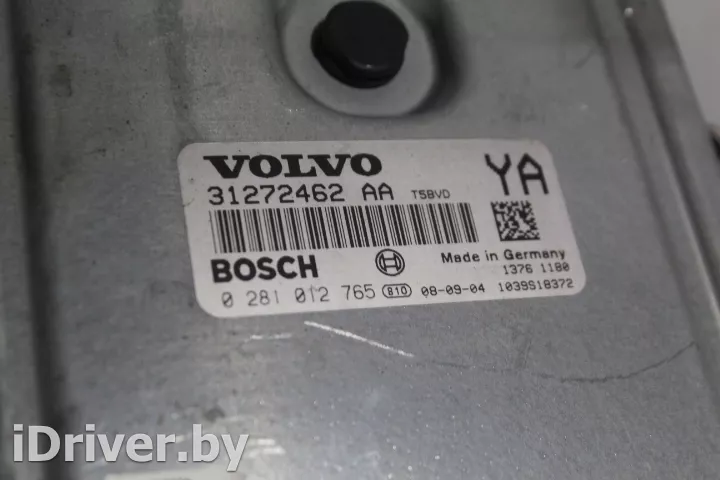 VOLVO
YA
31272462 AA T5BVD
BOSCH
Made in Germany
1376 1180
0 281 012 765 810 08-09-04 1039S18372
iDriver.by